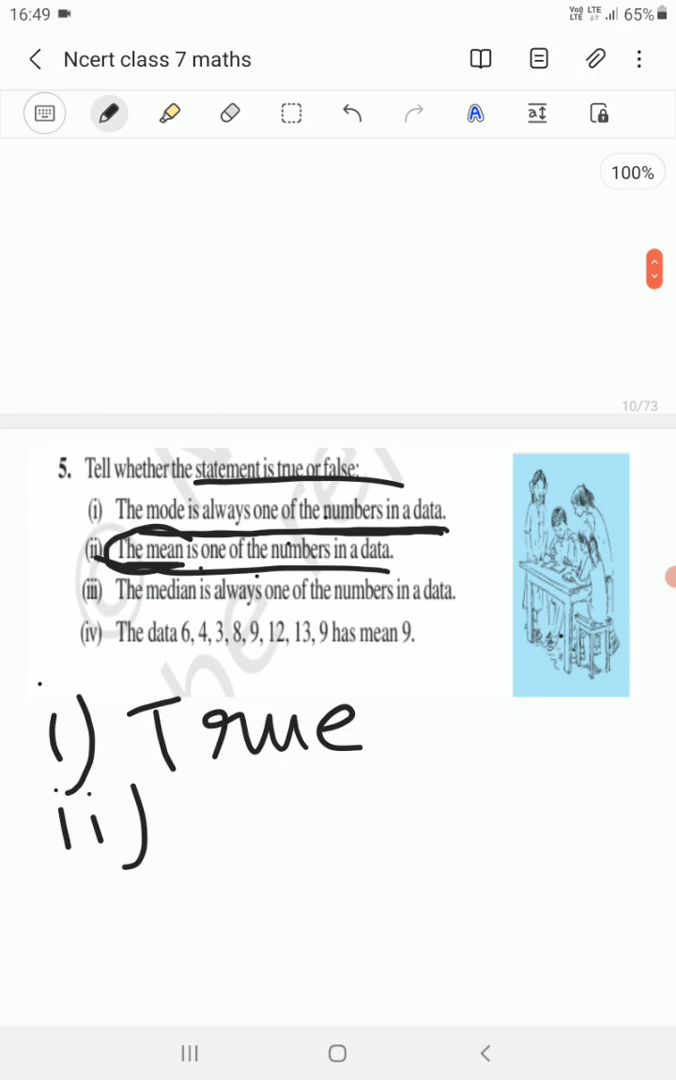 16:49 Vo)) LTE LTE 65%
Ncert class 7 maths
A a
100%
10/73
5. Tell whether the statement is true or false:
(i) The mode is always one of the numbers in a data.
(ii) The mean is one of the numbers in a data.
(iii) The median is always one of the numbers in a data.
(iv) The data 6, 4, 3, 8, 9, 12, 13, 9 has mean 9.
i) True
ii)